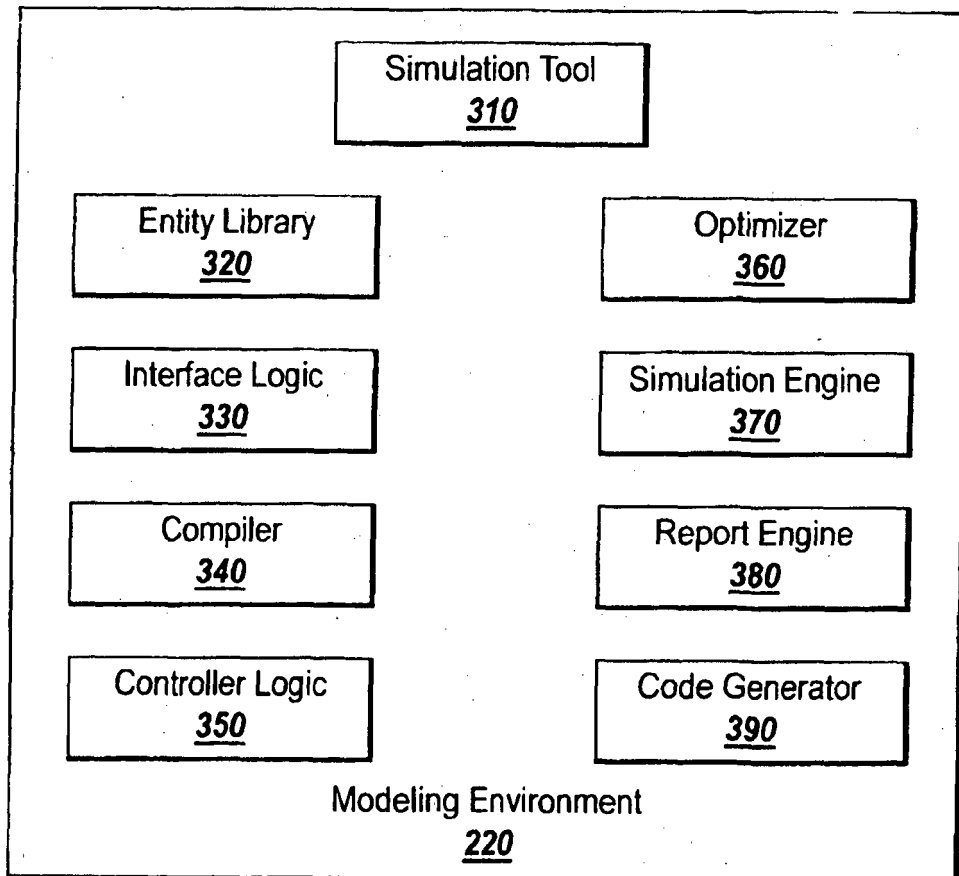 Simulation Tool
310
Entity Library
320
Optimizer
360
Interface Logic
330
Simulation Engine
370
Compiler
340
Report Engine
380
Controller Logic
350
Code Generator
390
Modeling Environment
220